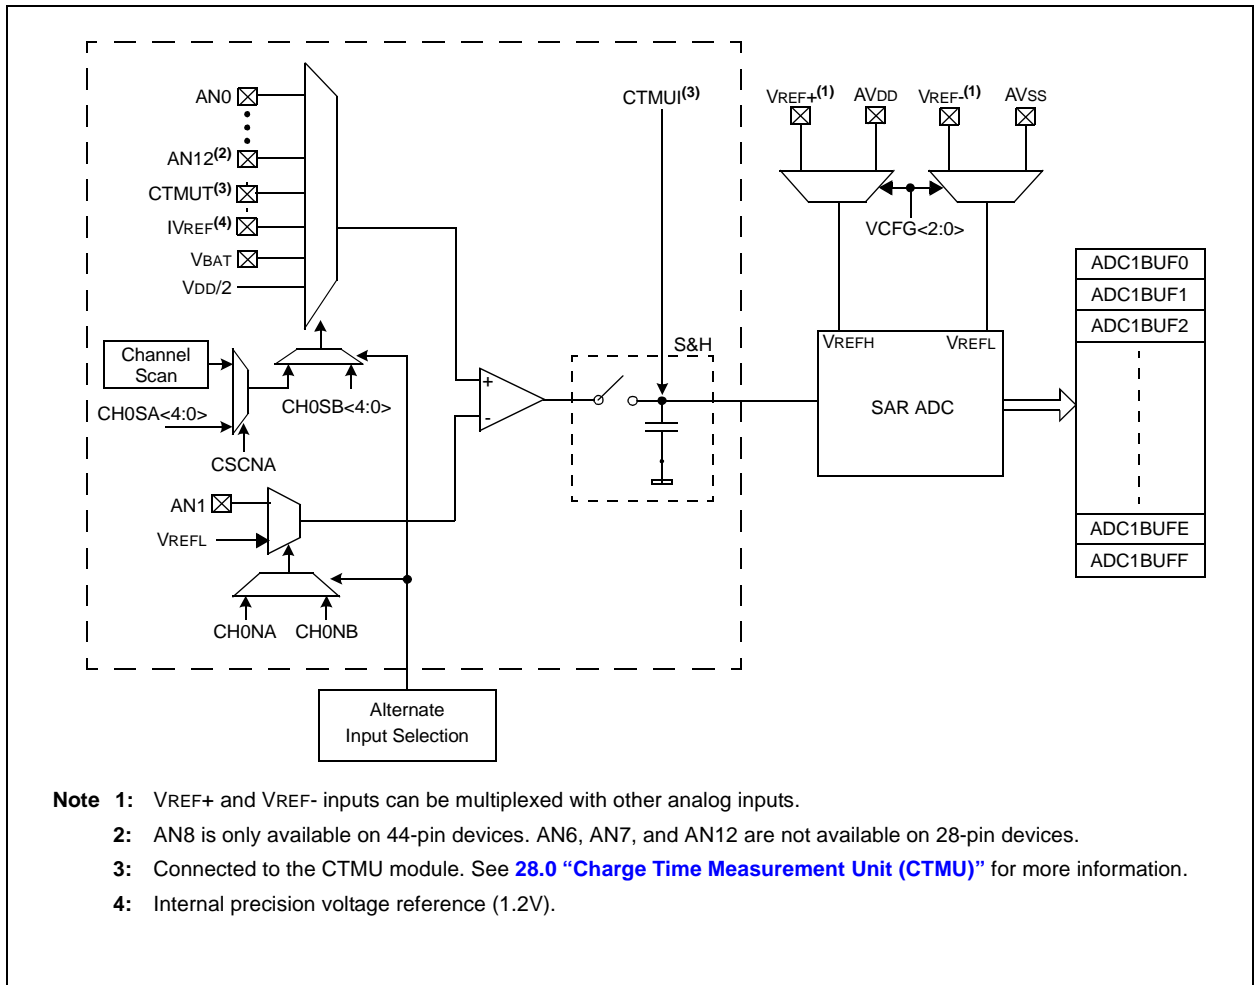 AN0
AN12(2)
CTMUT(3)
IVREF(4)
VBAT
VDD/2
CTMUI(3)
VREF+(1) AVDD VREF-(1) AVSS
VCFG<2:0>
Channel
Scan
CH0SA<4:0>
CH0SB<4:0>
CSCNA
AN1
VREFL
CH0NA CH0NB
+
-
S&H
VREFH VREFL
SAR ADC
ADC1BUF0
ADC1BUF1
ADC1BUF2
ADC1BUFE
ADC1BUFF
Alternate
Input Selection
Note 1: VREF+ and VREF- inputs can be multiplexed with other analog inputs.
2: AN8 is only available on 44-pin devices. AN6, AN7, and AN12 are not available on 28-pin devices.
3: Connected to the CTMU module. See 28.0 “Charge Time Measurement Unit (CTMU)” for more information.
4: Internal precision voltage reference (1.2V).